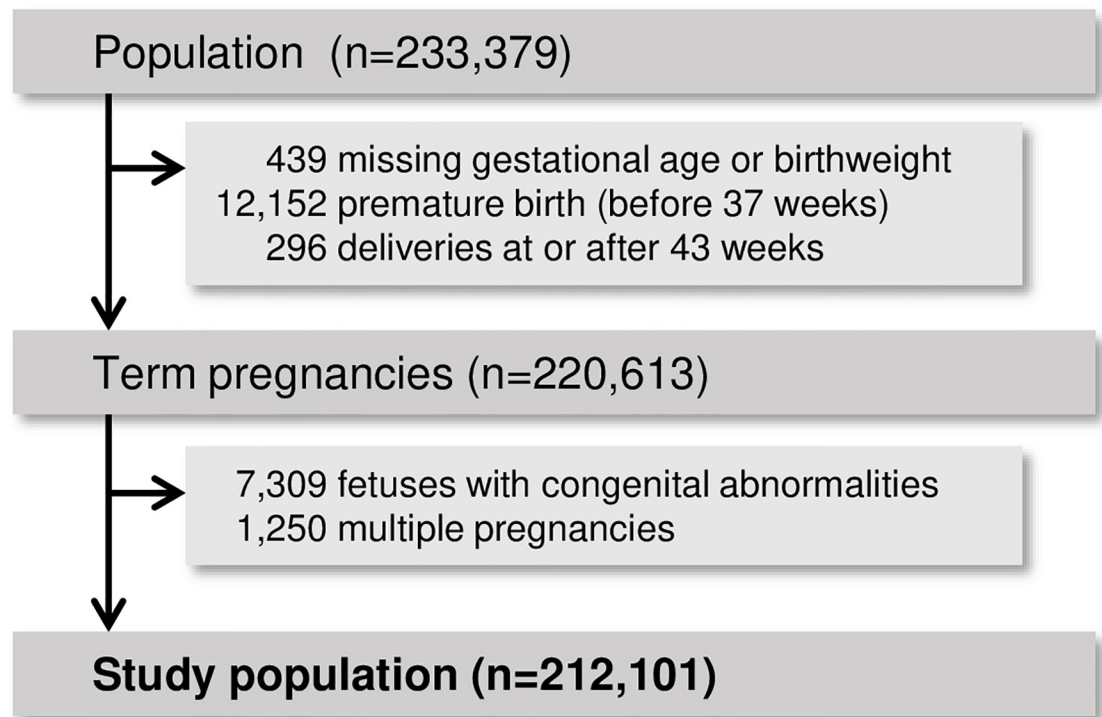 Population (n=233,379)
439 missing gestational age or birthweight
12,152 premature birth (before 37 weeks)
296 deliveries at or after 43 weeks
Term pregnancies (n=220,613)
7,309 fetuses with congenital abnormalities
1,250 multiple pregnancies
Study population (n=212,101)